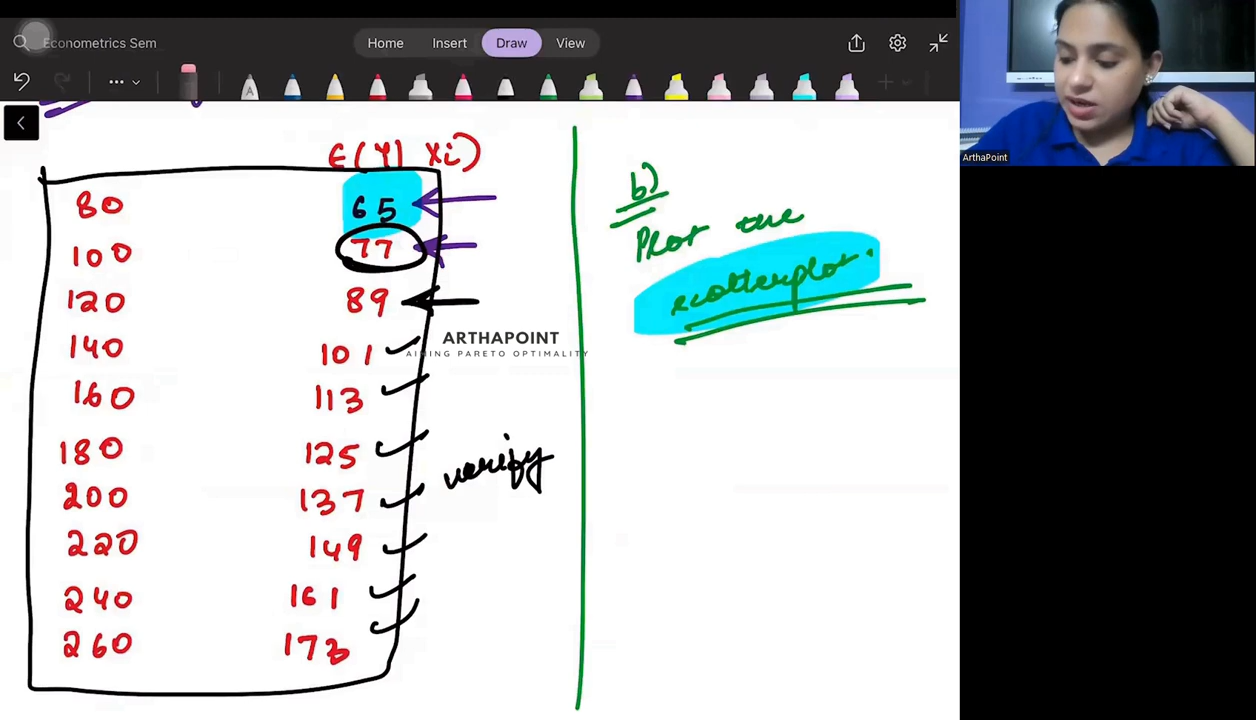 Econometrics Sem
Home Insert Draw View
ArthaPoint
E(Y| Xi)
80 65
100 77
120 89
140 101
160 113
180 125
200 137
220 149
240 161
260 173
verify
ARTHAPOINT
AIMING PARETO OPTIMALITY
b)
Plot the
scatterplot.